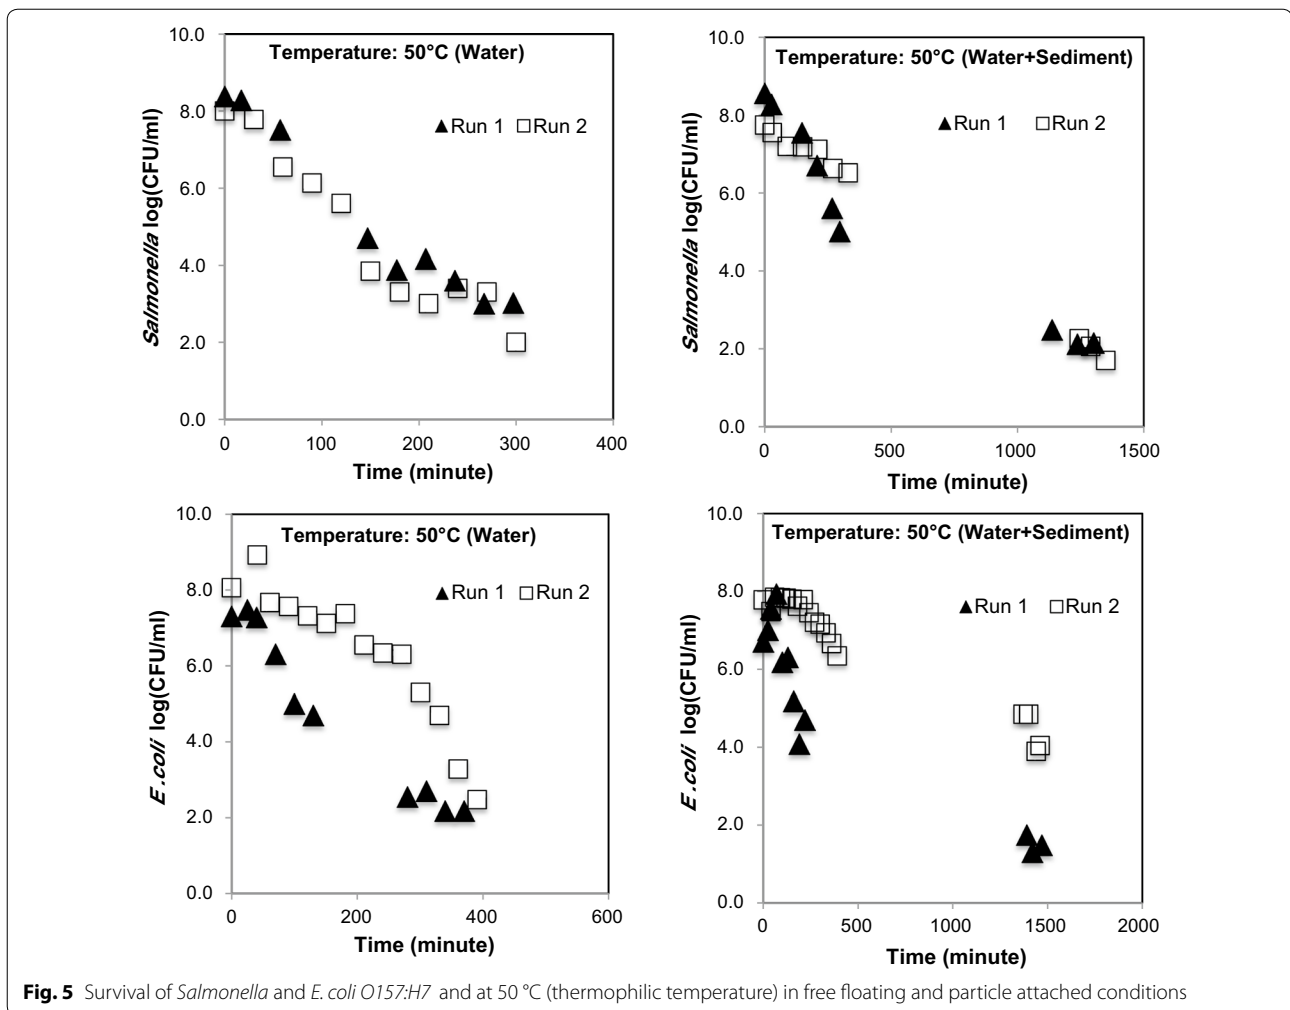 10.0
Temperature: 50°C (Water)
8.0
▲Run 1 □Run 2
6.0
4.0
2.0
0.0
0 100 200 300 400
Time (minute)
Salmonella log(CFU/ml)
10.0
Temperature: 50°C (Water+Sediment)
8.0
▲Run 1 □Run 2
6.0
4.0
2.0
0.0
0 500 1000 1500
Time (minute)
Salmonella log(CFU/ml)
10.0
Temperature: 50°C (Water)
8.0
▲Run 1 □Run 2
6.0
4.0
2.0
0.0
0 200 400 600
Time (minute)
E.coli log(CFU/ml)
10.0
Temperature: 50°C (Water+Sediment)
8.0
▲Run 1 □Run 2
6.0
4.0
2.0
0.0
0 500 1000 1500 2000
Time (minute)
E.coli log(CFU/ml)
Fig. 5 Survival of Salmonella and E. coli O157:H7 and at 50 °C (thermophilic temperature) in free floating and particle attached conditions